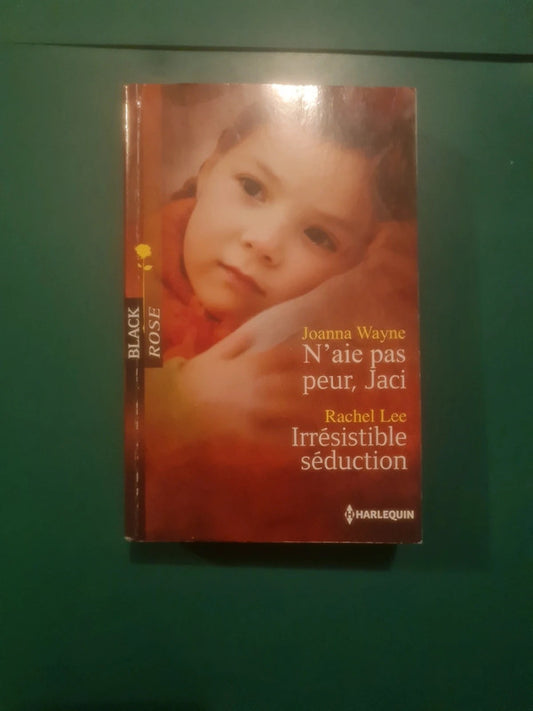 BLACK
ROSE
Joanna Wayne
N'aie pas
peur, Jaci
Rachel Lee
Irrésistible
séduction
HARLEQUIN